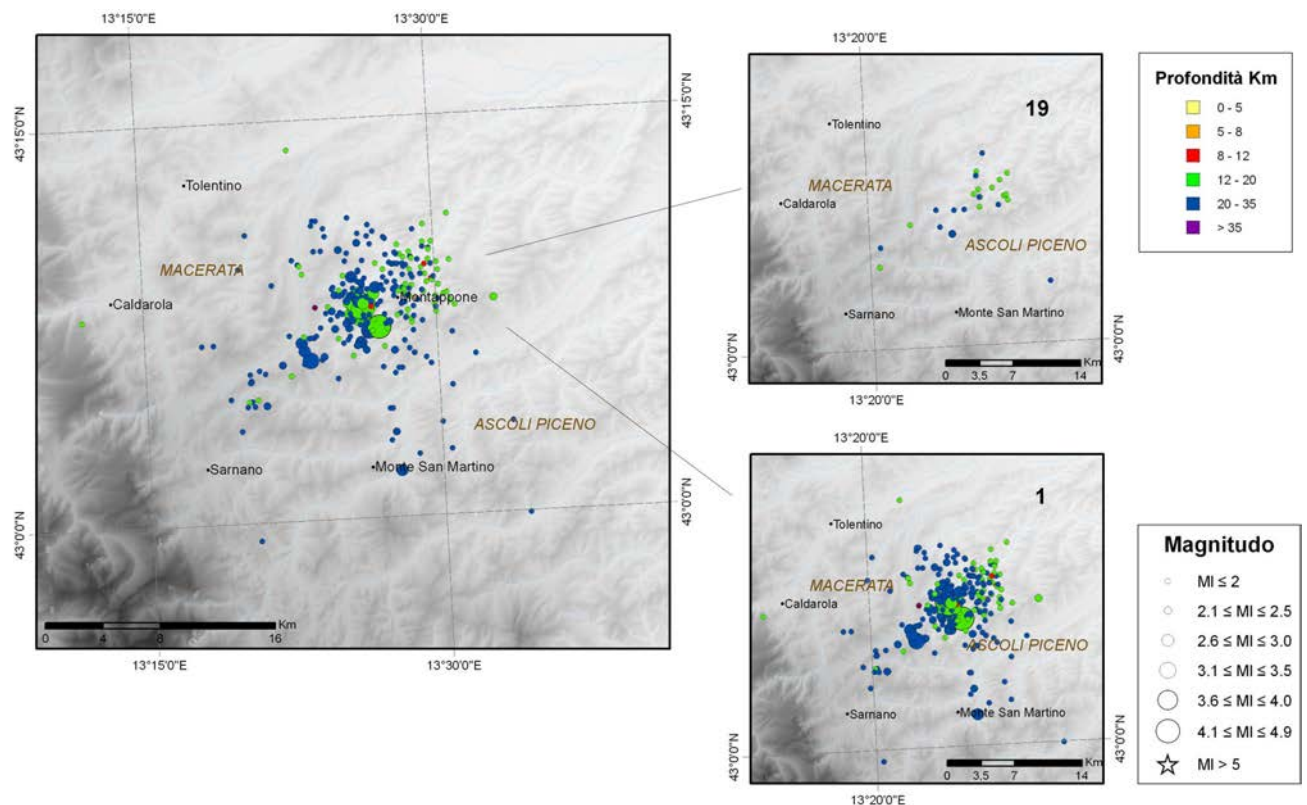 13°15'0"E
13°30'0"E
43°15'0"N
43°15'0"N
Tolentino
MACERATA
Caldarola
Montappone
ASCOLI PICENO
Sarnano
Monte San Martino
43°0'0"N
43°0'0"N
0 4 8 16
Km
13°15'0"E
13°30'0"E
13°20'0"E
19
Tolentino
MACERATA
Caldarola
ASCOLI PICENO
Sarnano
Monte San Martino
43°0'0"N
43°0'0"N
Km
0 3.5 7 14
13°20'0"E
13°20'0"E
1
Tolentino
MACERATA
Caldarola
ASCOLI PICENO
Sarnano
Monte San Martino
43°0'0"N
43°0'0"N
Km
0 3.5 7 14
13°20'0"E
Profondità Km
0 - 5
5 - 8
8 - 12
12 - 20
20 - 35
> 35
Magnitudo
Ml ≤ 2
2.1 ≤ Ml ≤ 2.5
2.6 ≤ Ml ≤ 3.0
3.1 ≤ Ml ≤ 3.5
3.6 ≤ Ml ≤ 4.0
4.1 ≤ Ml ≤ 4.9
Ml > 5